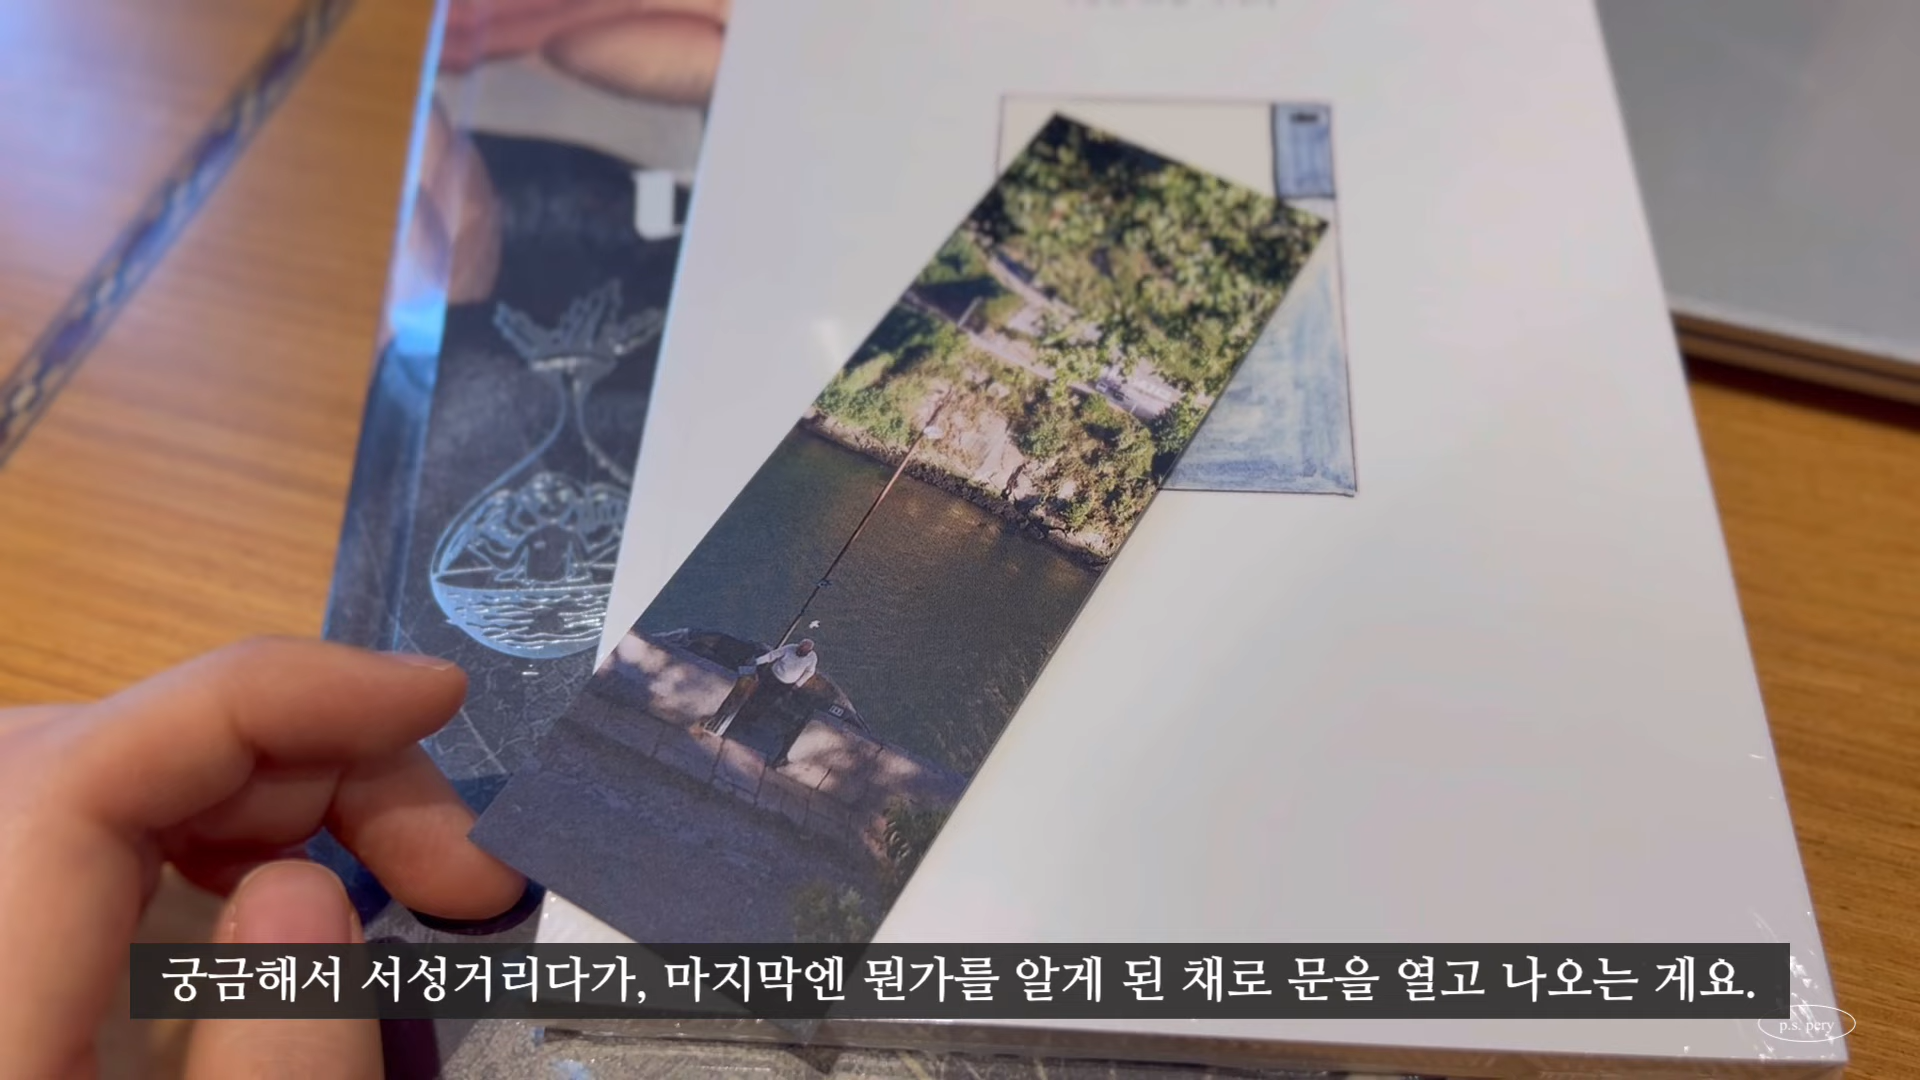 궁금해서 서성거리다가, 마지막엔 뭔가를 알게 된 채로 문을 열고 나오는 게요.
p.s. pery